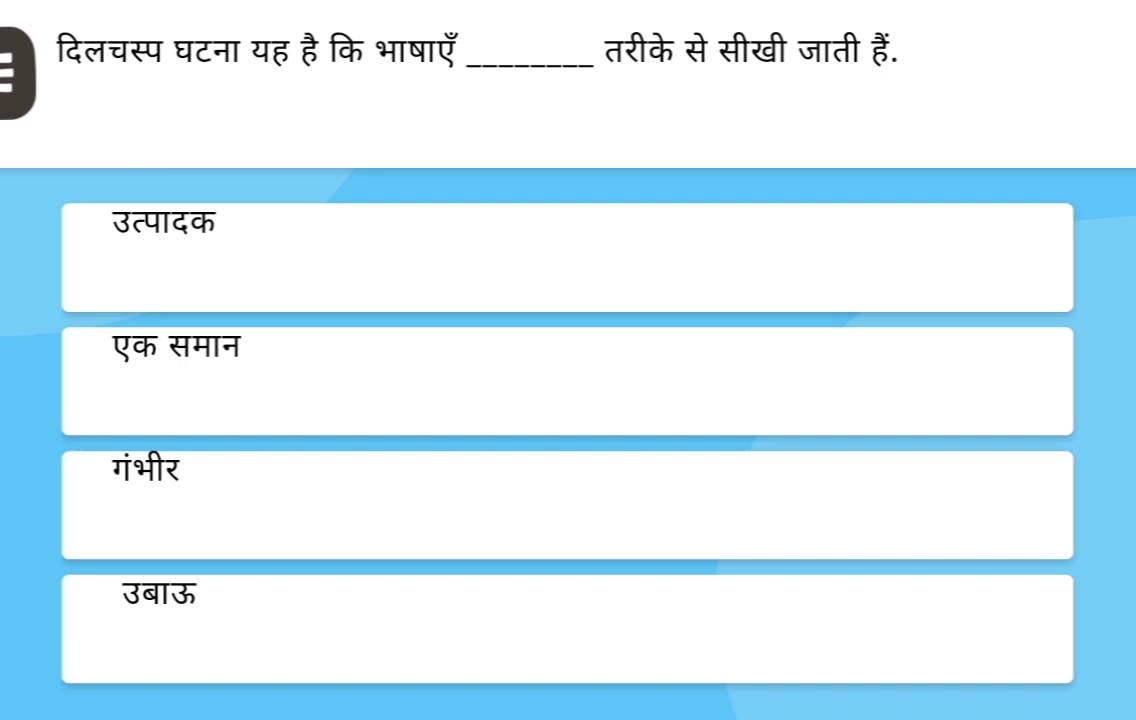 दिलचस्प घटना यह है कि भाषाएँ ________ तरीके से सीखी जाती हैं.
उत्पादक
एक समान
गंभीर
उबाऊ